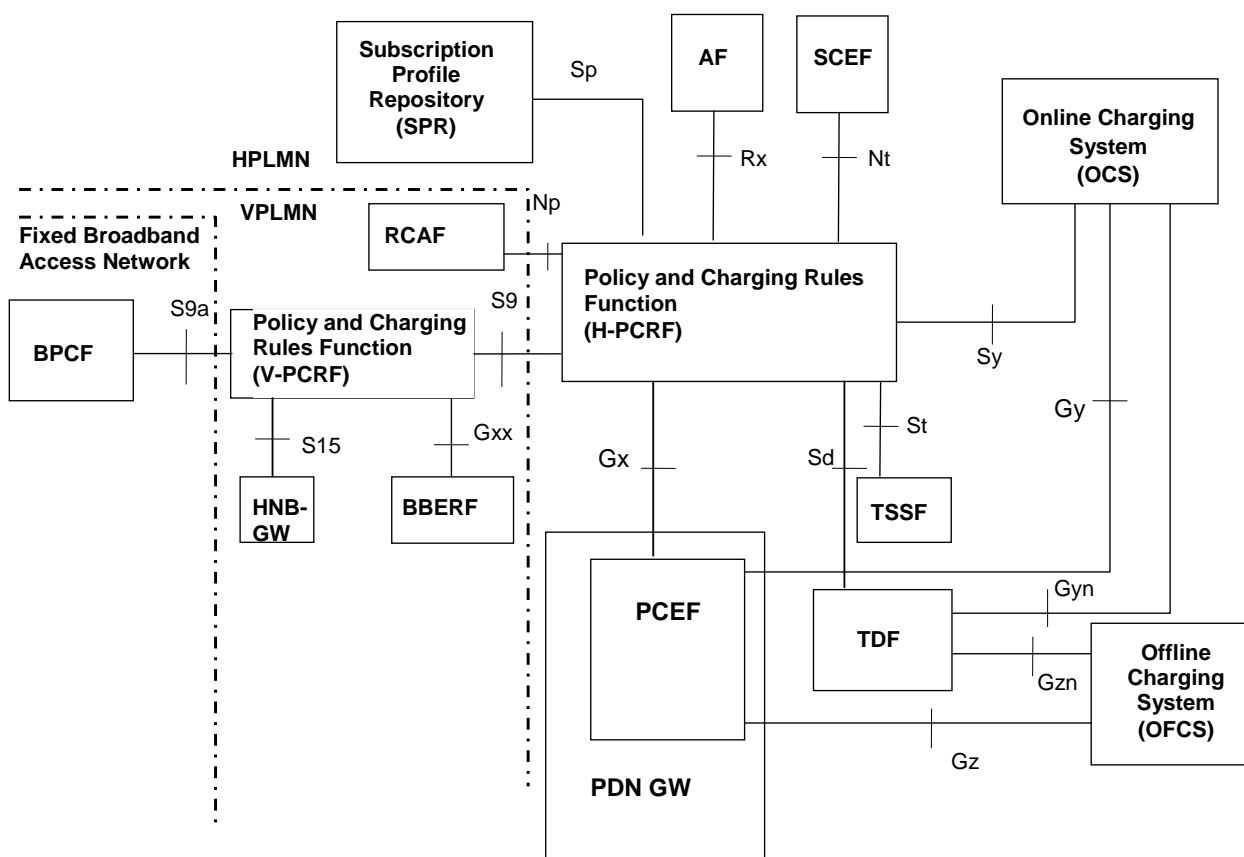 Subscription
Profile
Repository
(SPR)
Sp
AF
SCEF
Online Charging
System
(OCS)
HPLMN
Rx
Nt
VPLMN
Np
RCAF
Fixed Broadband
Access Network
Policy and Charging Rules
Function
(H-PCRF)
S9a
S9
BPCF
Policy and Charging
Rules Function
(V-PCRF)
Sy
Gy
S15
Gxx
Gx
Sd
St
HNB-
GW
BBERF
TSSF
PCEF
TDF
Gyn
Gzn
Offline
Charging
System
(OFCS)
Gz
PDN GW